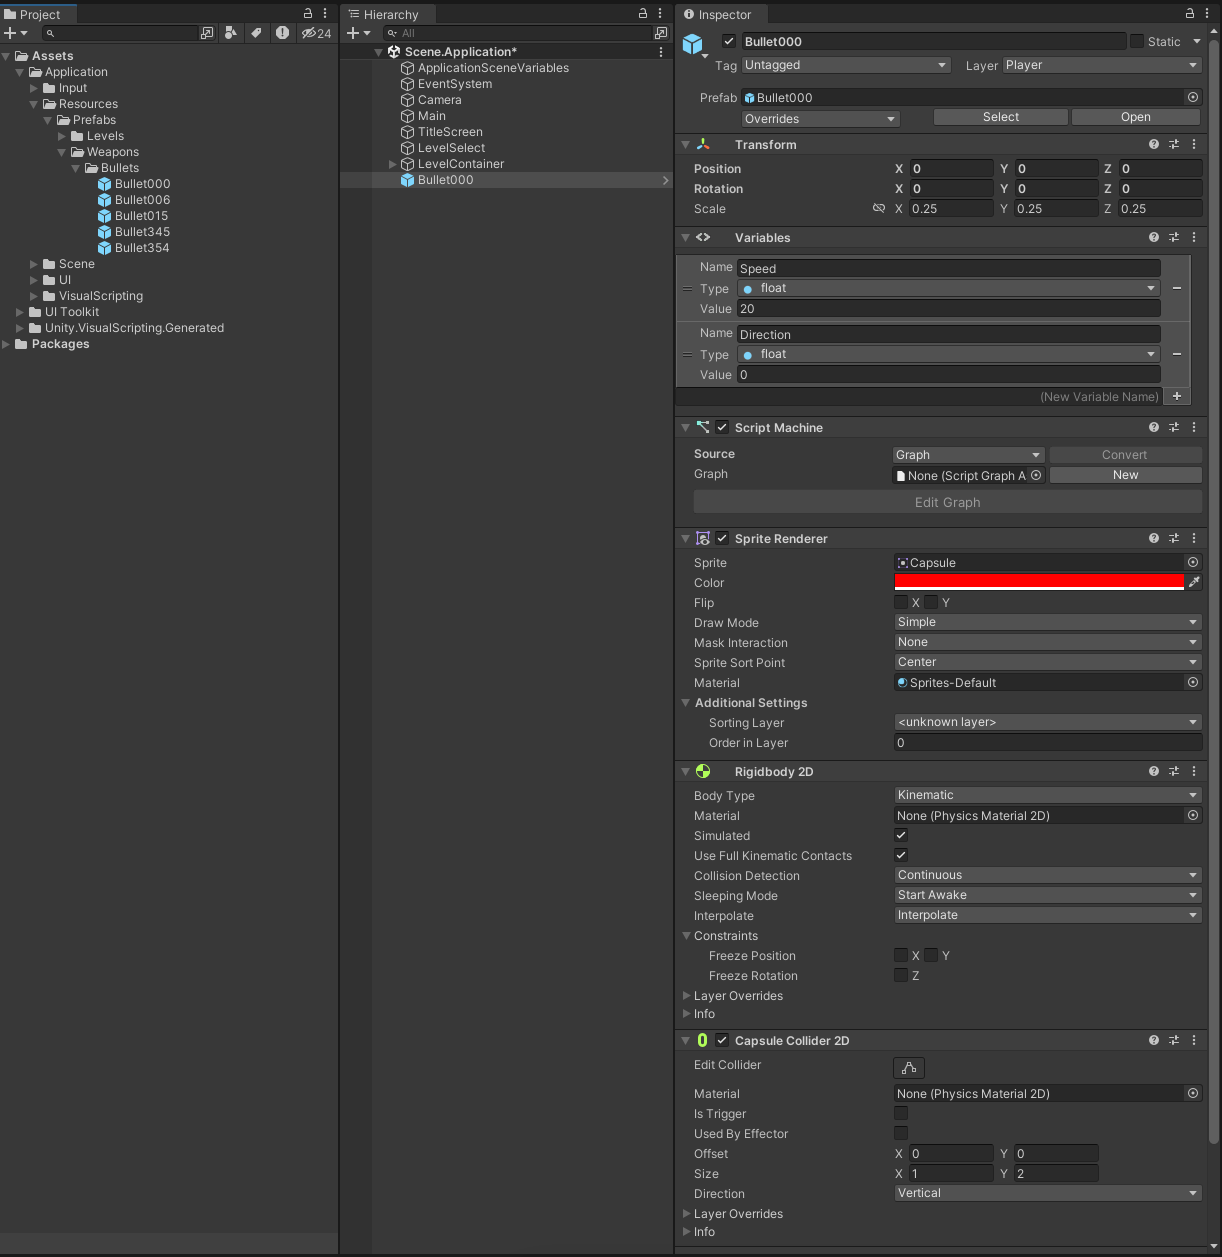 Project
24
Assets
Application
Input
Resources
Prefabs
Levels
Weapons
Bullets
Bullet000
Bullet006
Bullet015
Bullet345
Bullet354
Scene
UI
VisualScripting
UI Toolkit
Unity.VisualScripting.Generated
Packages
Hierarchy
All
Scene.Application*
ApplicationSceneVariables
EventSystem
Camera
Main
TitleScreen
LevelSelect
LevelContainer
Bullet000
Inspector
Bullet000 Static
Tag Untagged Layer Player
Prefab Bullet000
Overrides Select Open
Transform
Position X 0 Y 0 Z 0
Rotation X 0 Y 0 Z 0
Scale X 0.25 Y 0.25 Z 0.25
Variables
Name Speed
Type float
Value 20
Name Direction
Type float
Value 0
(New Variable Name)
Script Machine
Source Graph Convert
Graph None (Script Graph A New
Edit Graph
Sprite Renderer
Sprite Capsule
Color
Flip X Y
Draw Mode Simple
Mask Interaction None
Sprite Sort Point Center
Material Sprites-Default
Additional Settings
Sorting Layer <unknown layer>
Order in Layer 0
Rigidbody 2D
Body Type Kinematic
Material None (Physics Material 2D)
Simulated
Use Full Kinematic Contacts
Collision Detection Continuous
Sleeping Mode Start Awake
Interpolate Interpolate
Constraints
Freeze Position X Y
Freeze Rotation Z
Layer Overrides
Info
Capsule Collider 2D
Edit Collider
Material None (Physics Material 2D)
Is Trigger
Used By Effector
Offset X 0 Y 0
Size X 1 Y 2
Direction Vertical
Layer Overrides
Info